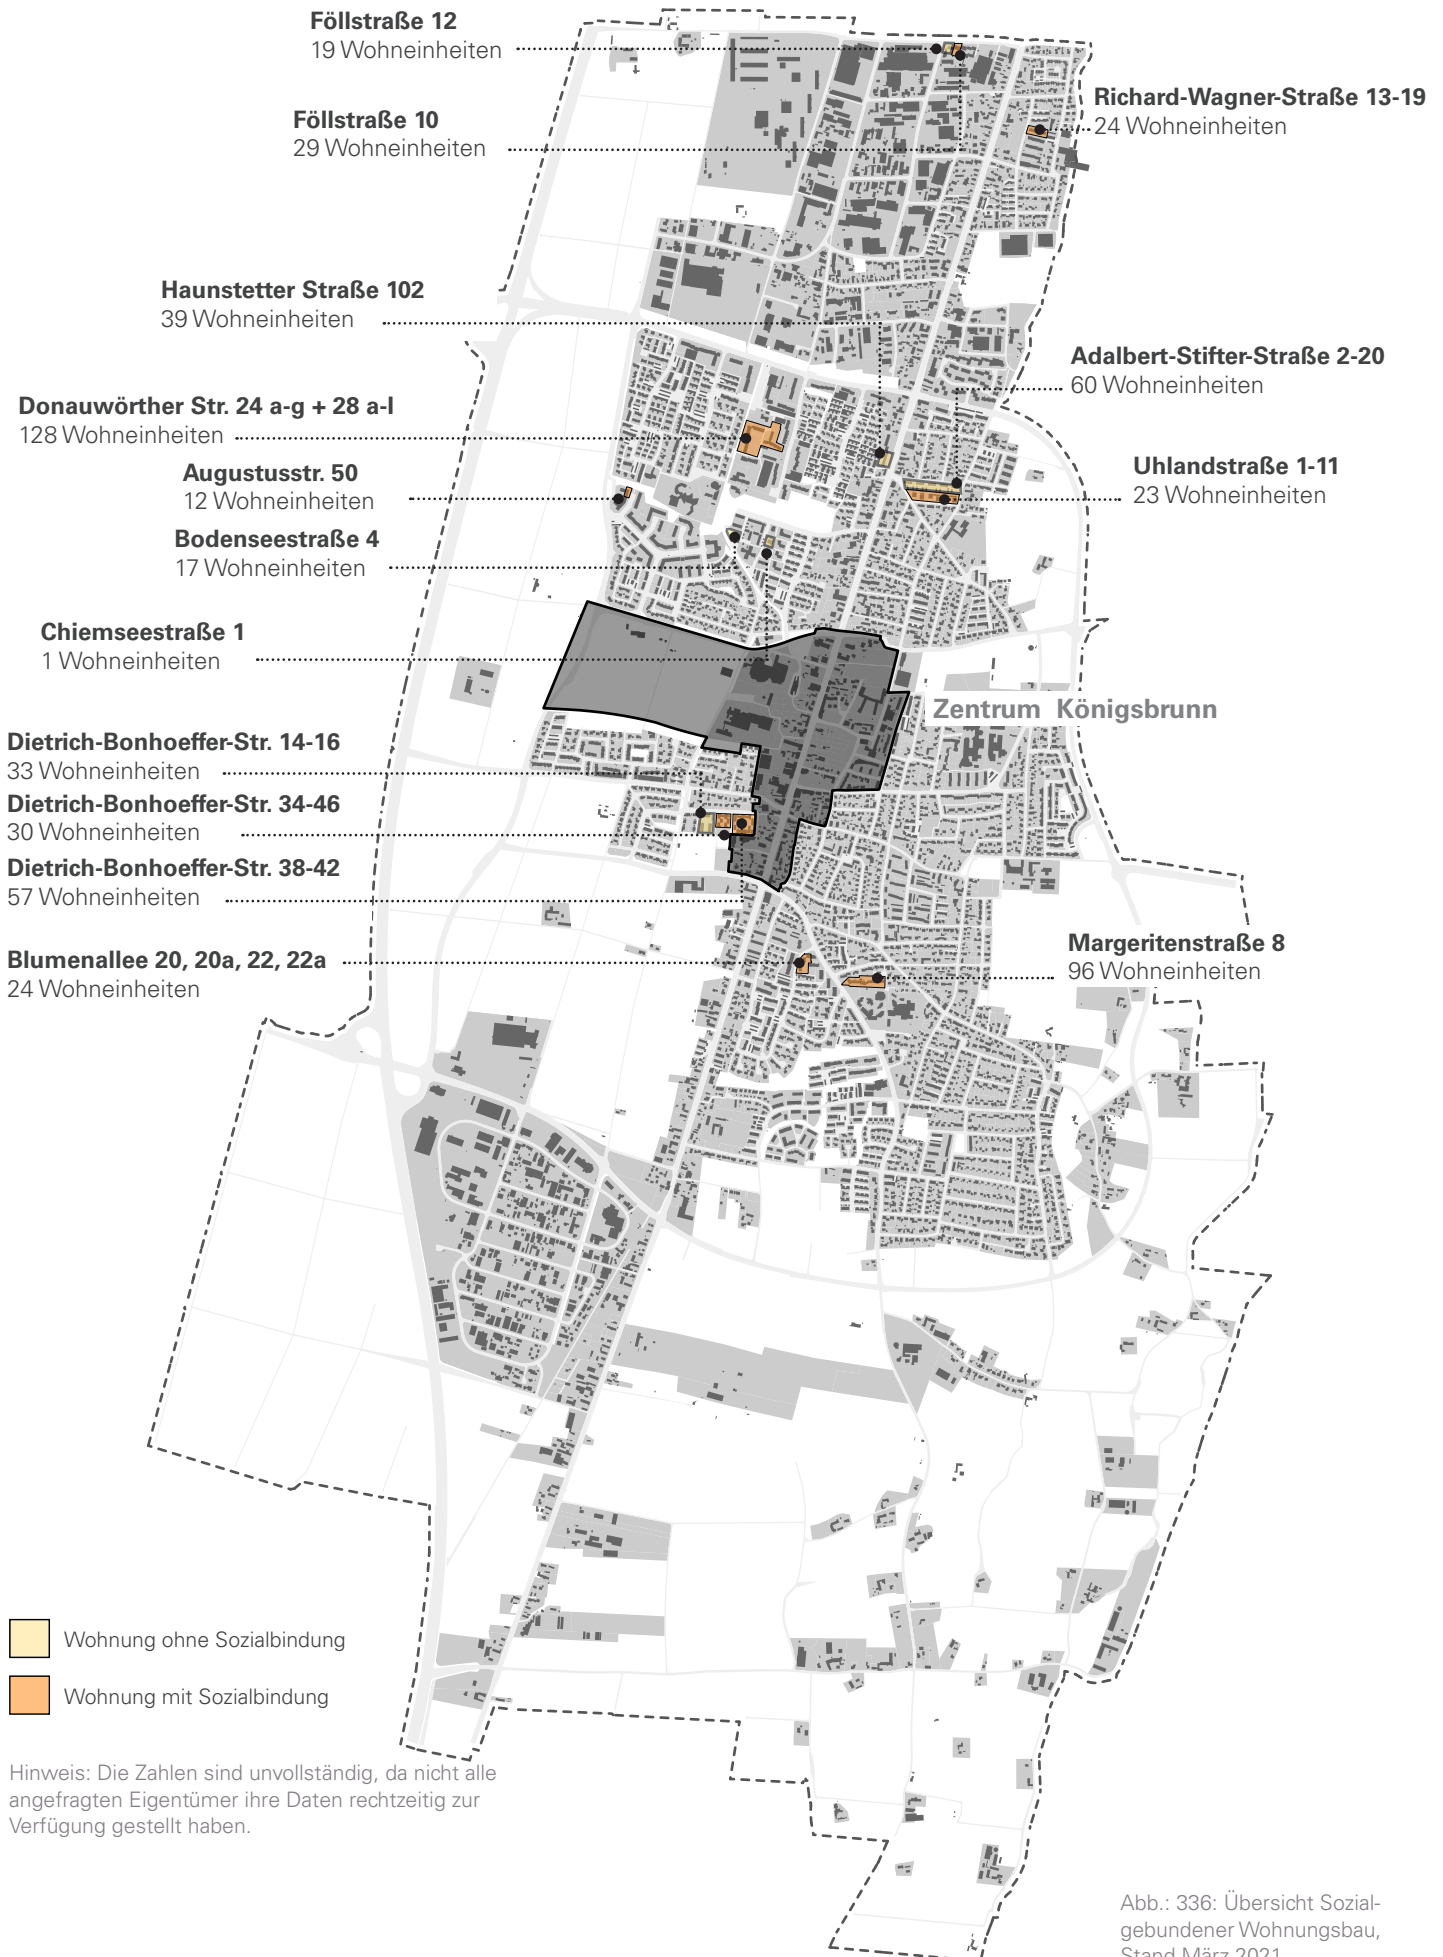 Föllstraße 12
19 Wohneinheiten
Föllstraße 10
29 Wohneinheiten
Richard-Wagner-Straße 13-19
24 Wohneinheiten
Haunstetter Straße 102
39 Wohneinheiten
Adalbert-Stifter-Straße 2-20
60 Wohneinheiten
Donauwörther Str. 24 a-g + 28 a-l
128 Wohneinheiten
Augustusstr. 50
12 Wohneinheiten
Uhlandstraße 1-11
23 Wohneinheiten
Bodenseestraße 4
17 Wohneinheiten
Chiemseestraße 1
1 Wohneinheiten
Zentrum Königsbrunn
Dietrich-Bonhoeffer-Str. 14-16
33 Wohneinheiten
Dietrich-Bonhoeffer-Str. 34-46
30 Wohneinheiten
Dietrich-Bonhoeffer-Str. 38-42
57 Wohneinheiten
Blumenallee 20, 20a, 22, 22a
24 Wohneinheiten
Margeritenstraße 8
96 Wohneinheiten
Wohnung ohne Sozialbindung
Wohnung mit Sozialbindung
Hinweis: Die Zahlen sind unvollständig, da nicht alle
angefragten Eigentümer ihre Daten rechtzeitig zur
Verfügung gestellt haben.
Abb.: 336: Übersicht Sozial-
gebundener Wohnungsbau,
Stand März 2021